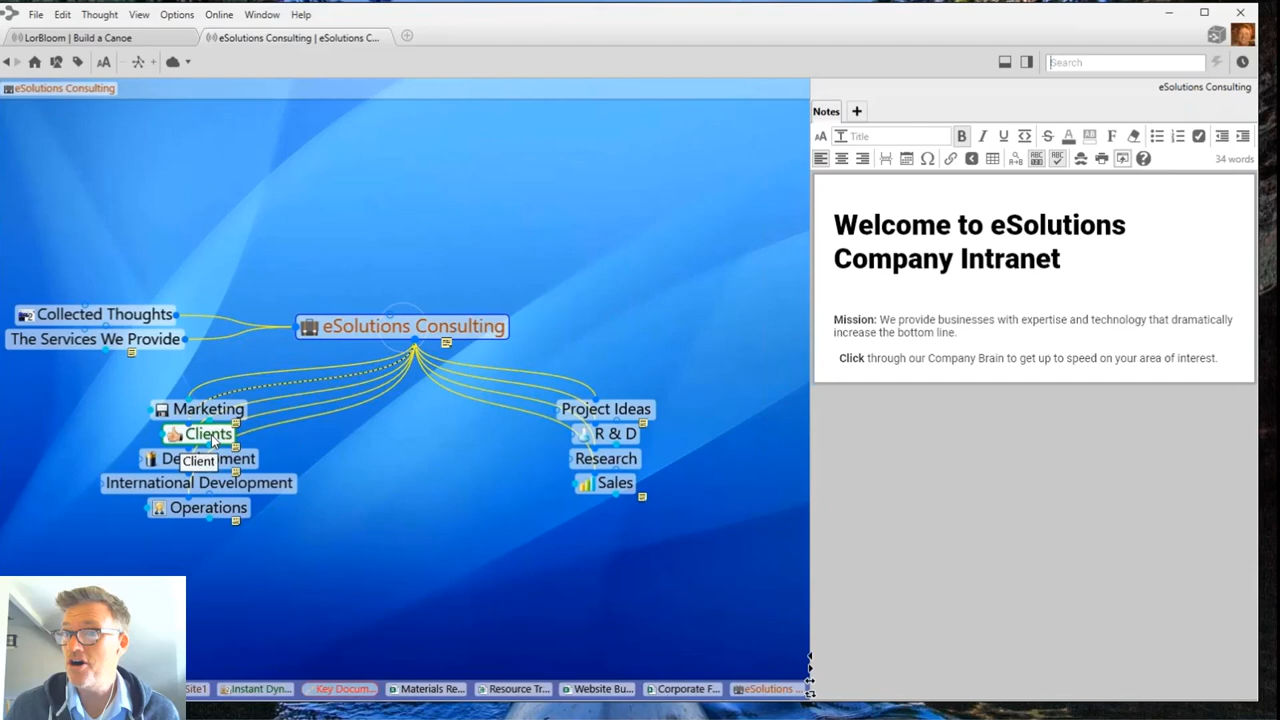 File Edit Thought View Options Online Window Help
LorBloom | Build a Canoe
eSolutions Consulting | eSolutions C...
Search
eSolutions Consulting
eSolutions Consulting
Notes
Title
34 words
Welcome to eSolutions
Company Intranet
Mission: We provide businesses with expertise and technology that dramatically
increase the bottom line.
Click through our Company Brain to get up to speed on your area of interest.
Collected Thoughts
The Services We Provide
eSolutions Consulting
Marketing
Clients
Client
International Development
Operations
Project Ideas
R & D
Research
Sales
Site1
Instant Dyn...
Key Docum...
Materials Re...
Resource Tr...
Website Bu...
Corporate F...
eSolutions ...